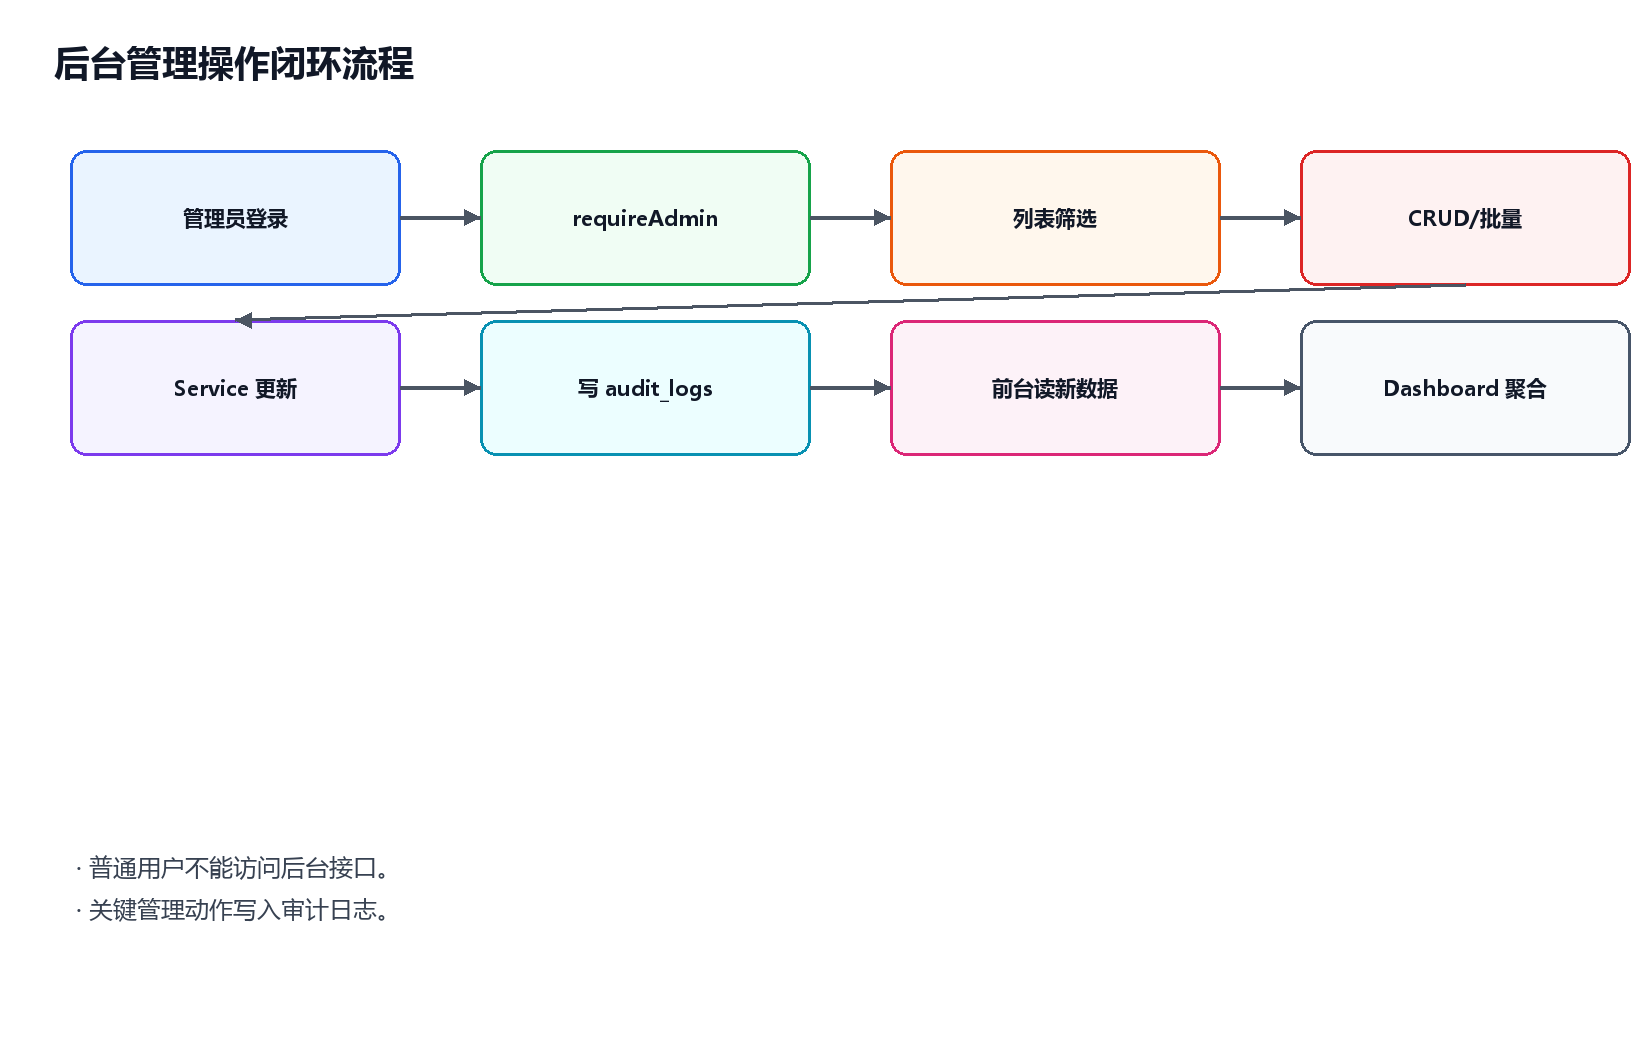 后台管理操作闭环流程
管理员登录
requireAdmin
列表筛选
CRUD/批量
Service 更新
写 audit_logs
前台读新数据
Dashboard 聚合
· 普通用户不能访问后台接口。
· 关键管理动作写入审计日志。